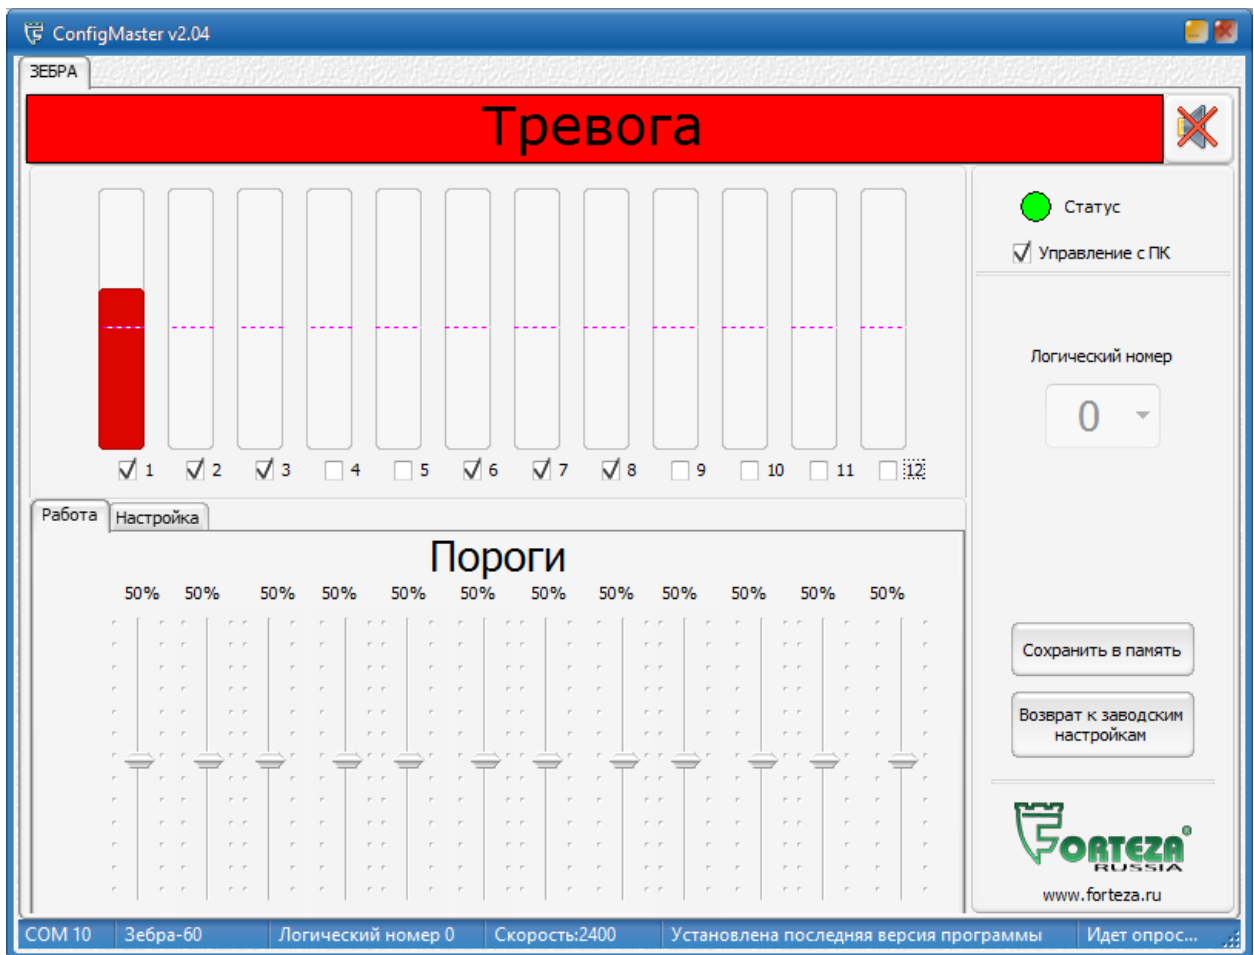 ConfigMaster v2.04
ЗЕБРА
Тревога
1 2 3 4 5 6 7 8 9 10 11 12
Статус
Управление с ПК
Логический номер
0
Работа Настройка
Пороги
50% 50% 50% 50% 50% 50% 50% 50% 50% 50% 50% 50%
Сохранить в память
Возврат к заводским
настройкам
FORTEZA®
RUSSIA
www.forteza.ru
COM 10 Зебра-60 Логический номер 0 Скорость:2400 Установлена последняя версия программы Идет опрос...